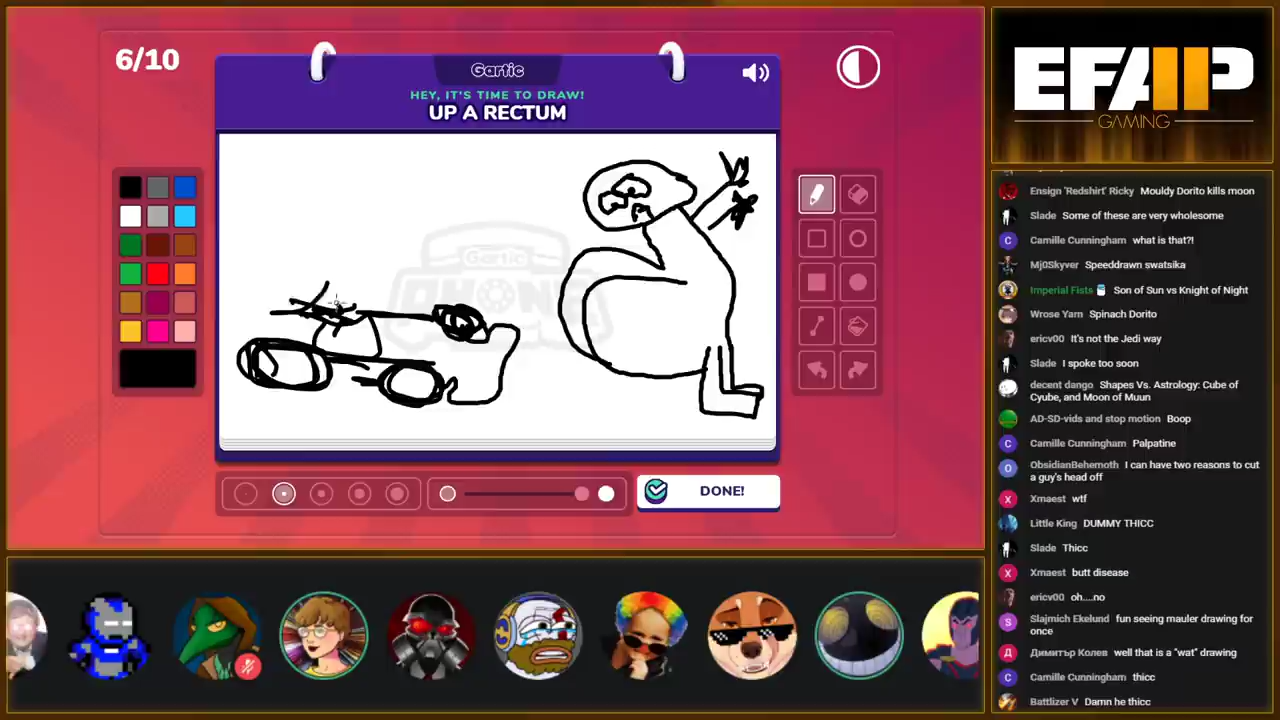 6/10
Gartic
HEY, IT'S TIME TO DRAW!
UP A RECTUM
Gartic
PHONE
DONE!
EFAP
GAMING
Ensign 'Redshirt' Ricky Mouldy Dorito kills moon
Slade Some of these are very wholesome
C Camille Cunningham what is that?!
Mj0Skyver Speeddrawn swatsika
Imperial Fists Son of Sun vs Knight of Night
Wrose Yam Spinach Dorito
ericv00 It's not the Jedi way
Slade I spoke too soon
decent dango Shapes Vs. Astrology: Cube of
Cyube, and Moon of Muun
AD-SD-vids and stop motion Boop
C Camille Cunningham Palpatine
O ObsidianBehemoth I can have two reasons to cut
a guy's head off
X Xmaest wtf
Little King DUMMY THICC
Slade Thicc
X Xmaest butt disease
ericv00 oh....no
S Slajmich Ekelund fun seeing mauler drawing for
once
Д Димитър Колев well that is a "wat" drawing
C Camille Cunningham thicc
Battlizer V Damn he thicc